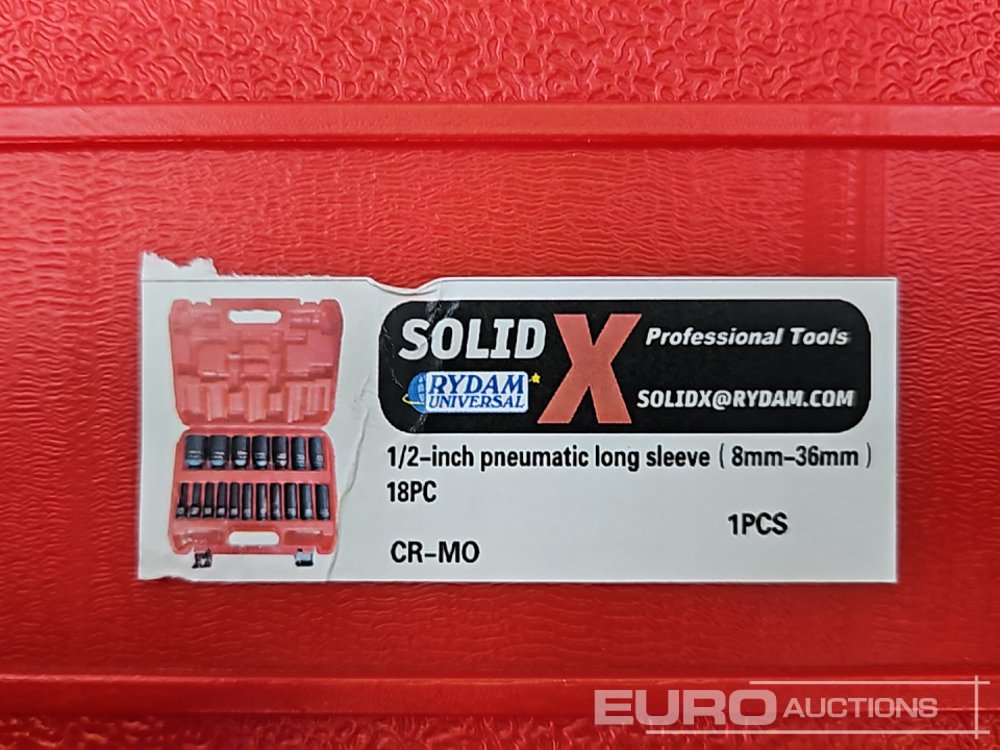 SOLID X Professional Tools
RYDAM
UNIVERSAL
SOLIDX@RYDAM.COM
1/2-inch pneumatic long sleeve ( 8mm-36mm )
18PC
1PCS
CR-MO
EURO AUCTIONS